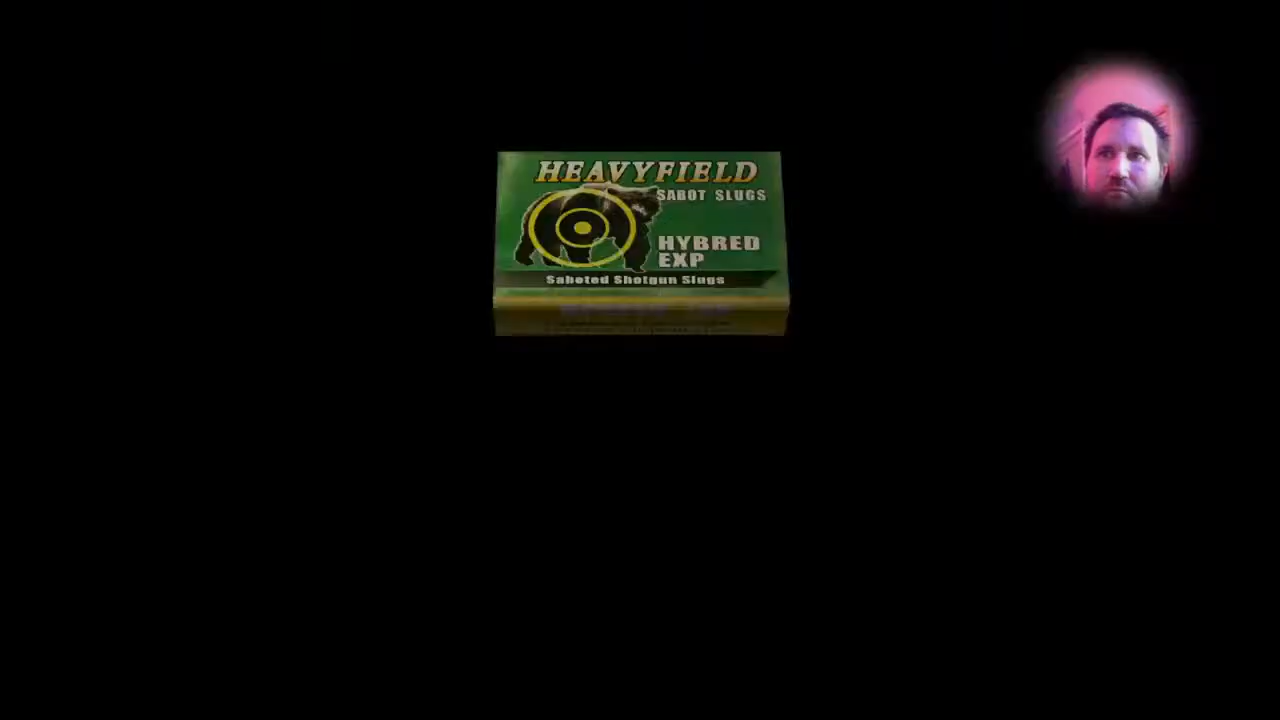 HEAVYFIELD
SABOT SLUGS
HYBRED
EXP
Saboted Shotgun Slugs